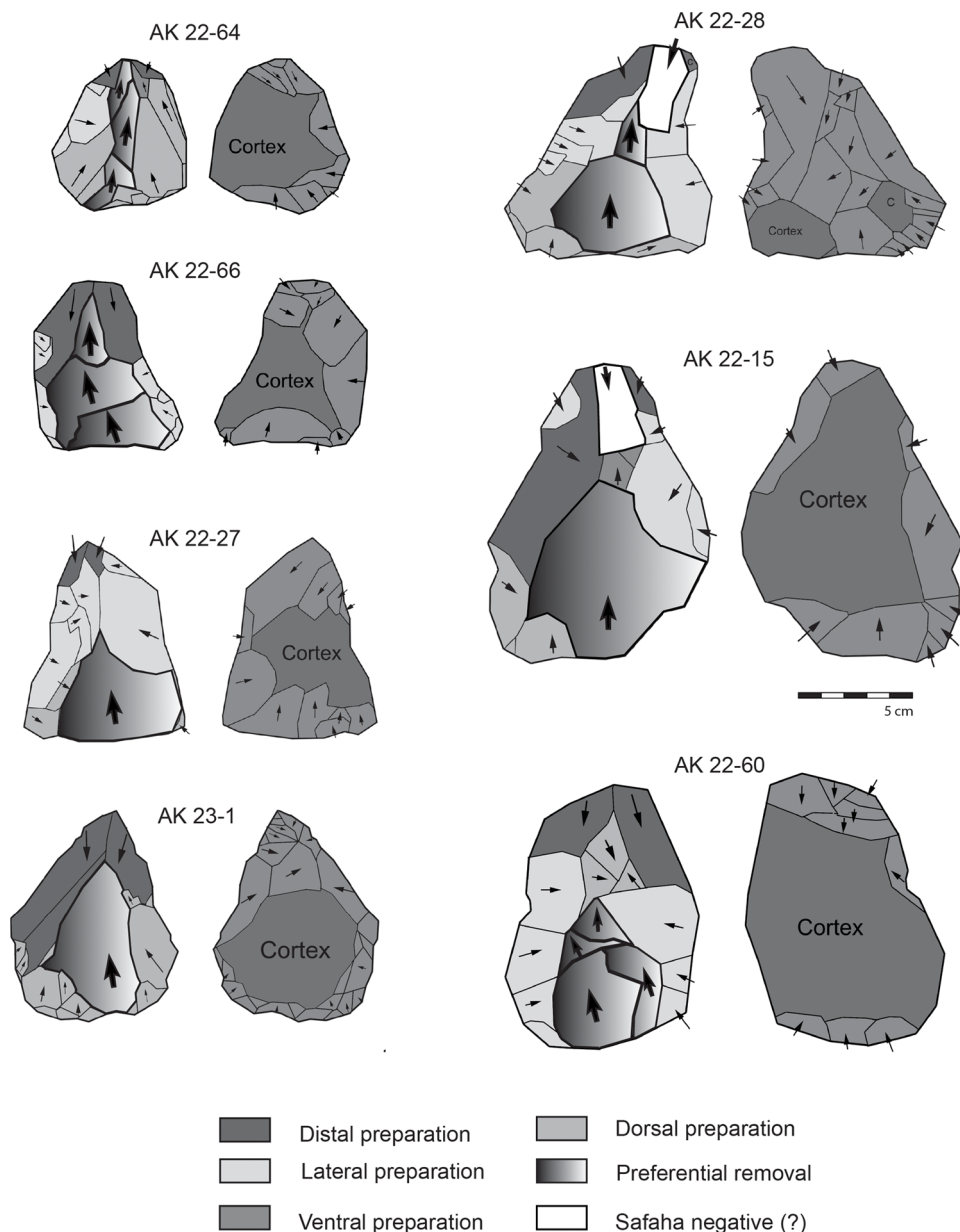 AK 22-64
Cortex
AK 22-66
Cortex
AK 22-27
Cortex
AK 23-1
Cortex
AK 22-28
C
Cortex
C
AK 22-15
Cortex
5 cm
AK 22-60
Cortex
Distal preparation
Dorsal preparation
Lateral preparation
Preferential removal
Ventral preparation
Safaha negative (?)